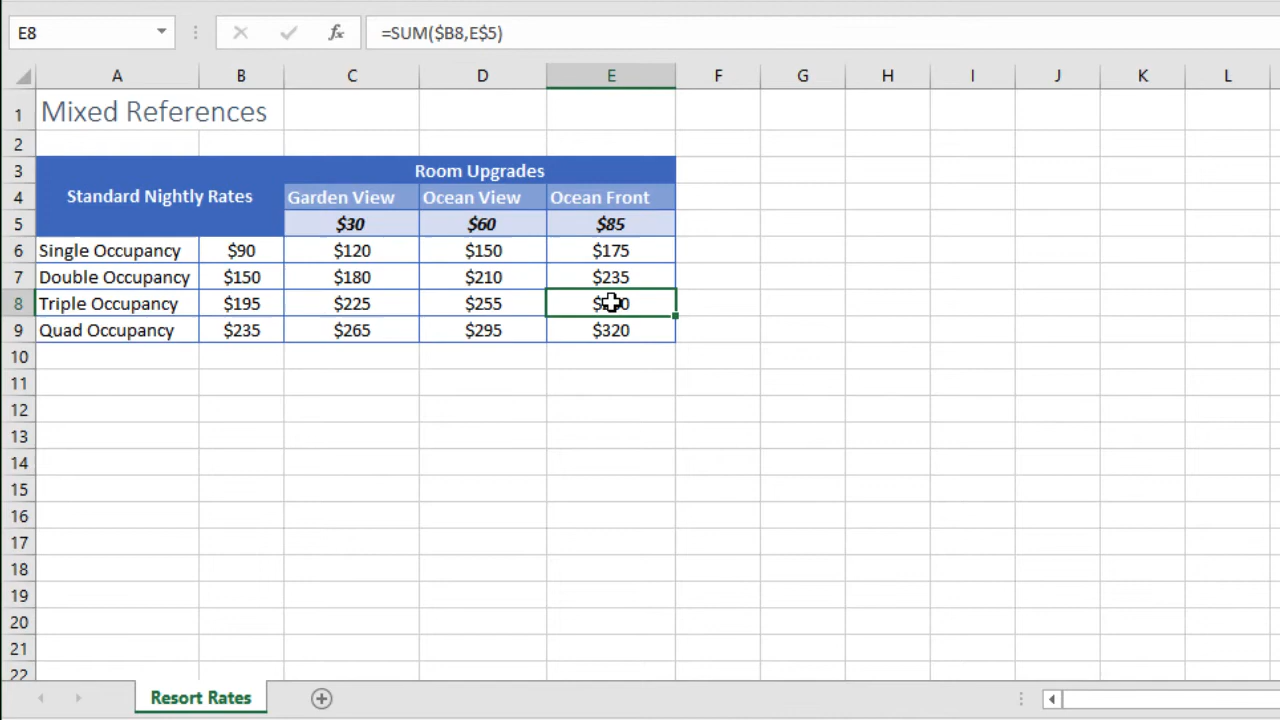 E8 fx =SUM($B8,E$5)
A B C D E F G H I J K L
1 Mixed References
2
3 Room Upgrades
Standard Nightly Rates
4 Garden View Ocean View Ocean Front
5 $30 $60 $85
6 Single Occupancy $90 $120 $150 $175
7 Double Occupancy $150 $180 $210 $235
8 Triple Occupancy $195 $225 $255
9 Quad Occupancy $235 $265 $295 $320
10
11
12
13
14
15
16
17
18
19
20
21
22
Resort Rates